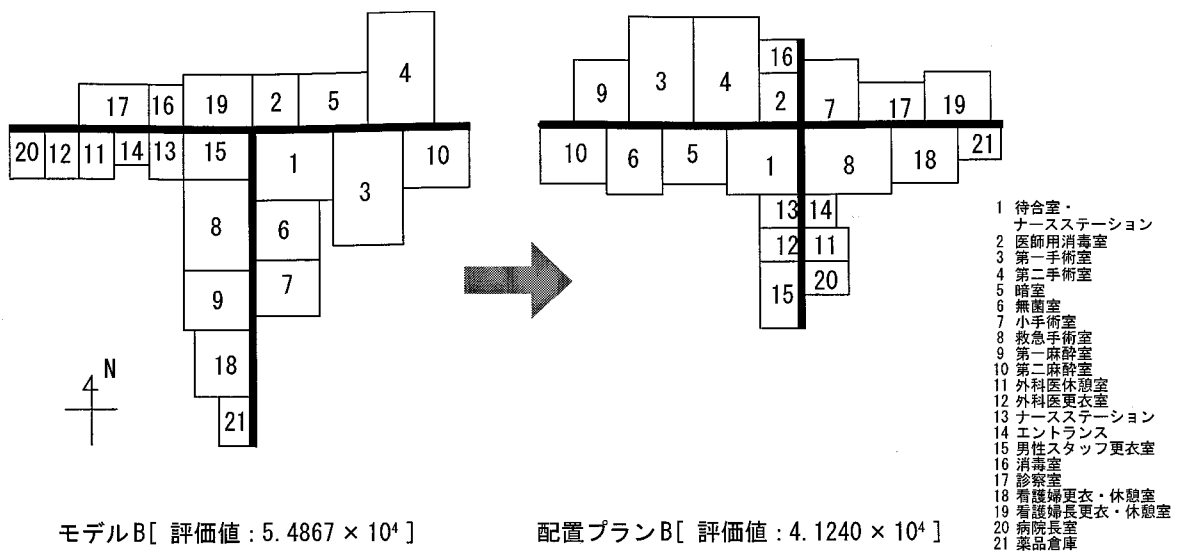 17
16
19
2
5
4
20
12
11
14
13
15
1
3
10
8
6
9
7
18
21
N
9
3
4
16
2
7
17
19
10
6
5
1
8
18
21
13
14
12
11
15
20
1 待合室・
ナースステーション
2 医師用消毒室
3 第一手術室
4 第二手術室
5 暗室
6 無菌室
7 小手術室
8 救急手術室
9 第一麻酔室
10 第二麻酔室
11 外科医休憩室
12 外科医更衣室
13 ナースステーション
14 エントランス
15 男性スタッフ更衣室
16 消毒室
17 診察室
18 看護婦更衣・休憩室
19 看護婦長更衣・休憩室
20 病院長室
21 薬品倉庫
モデルB[ 評価値：5.4867 × 10⁴ ]
配置プランB[ 評価値：4.1240 × 10⁴ ]